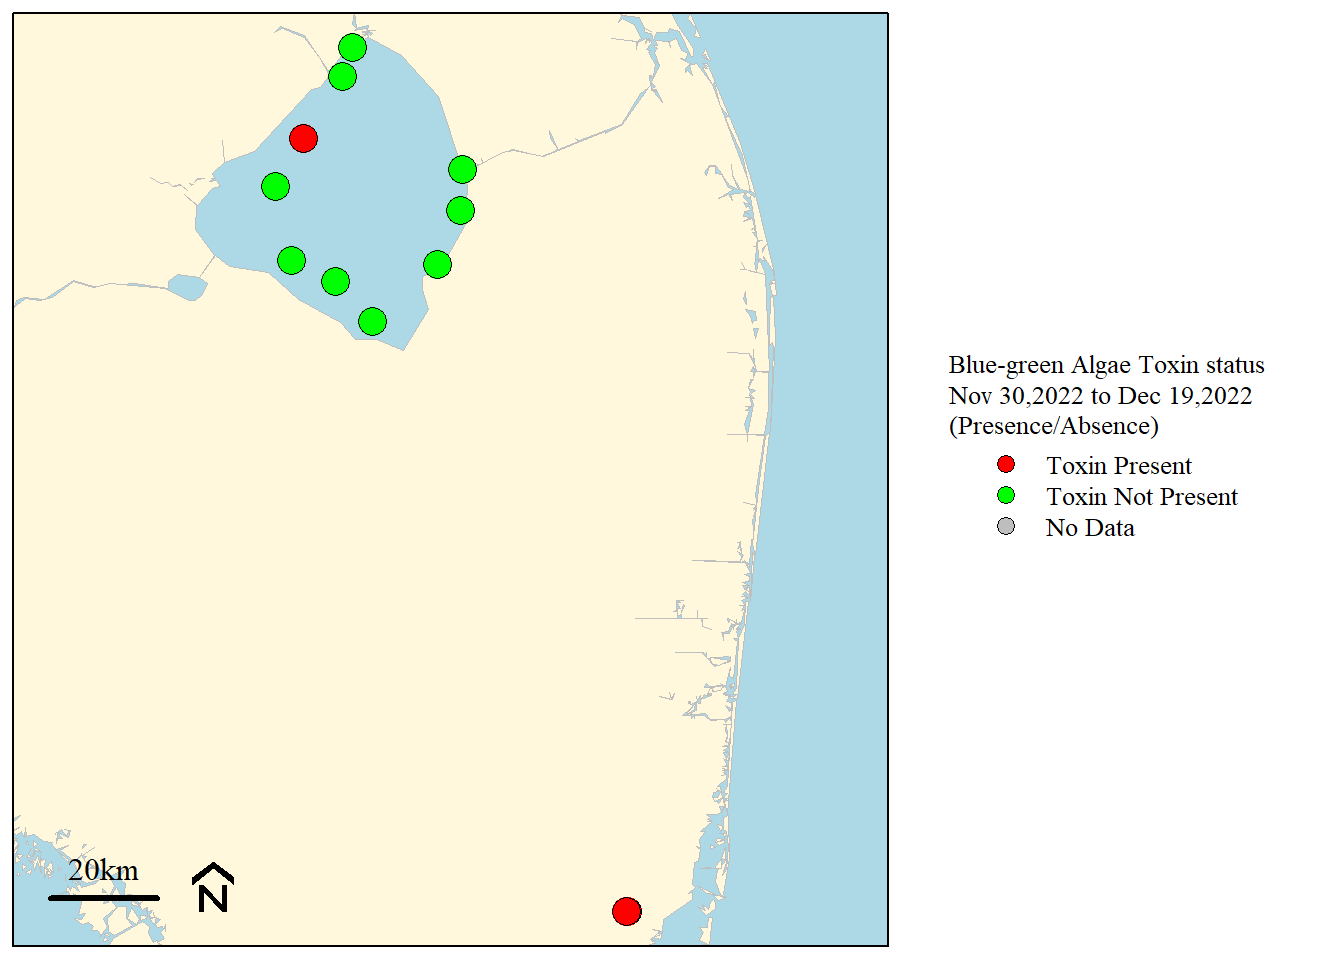 Blue-green Algae Toxin status
Nov 30,2022 to Dec 19,2022
(Presence/Absence)
Toxin Present
Toxin Not Present
No Data
20km
N